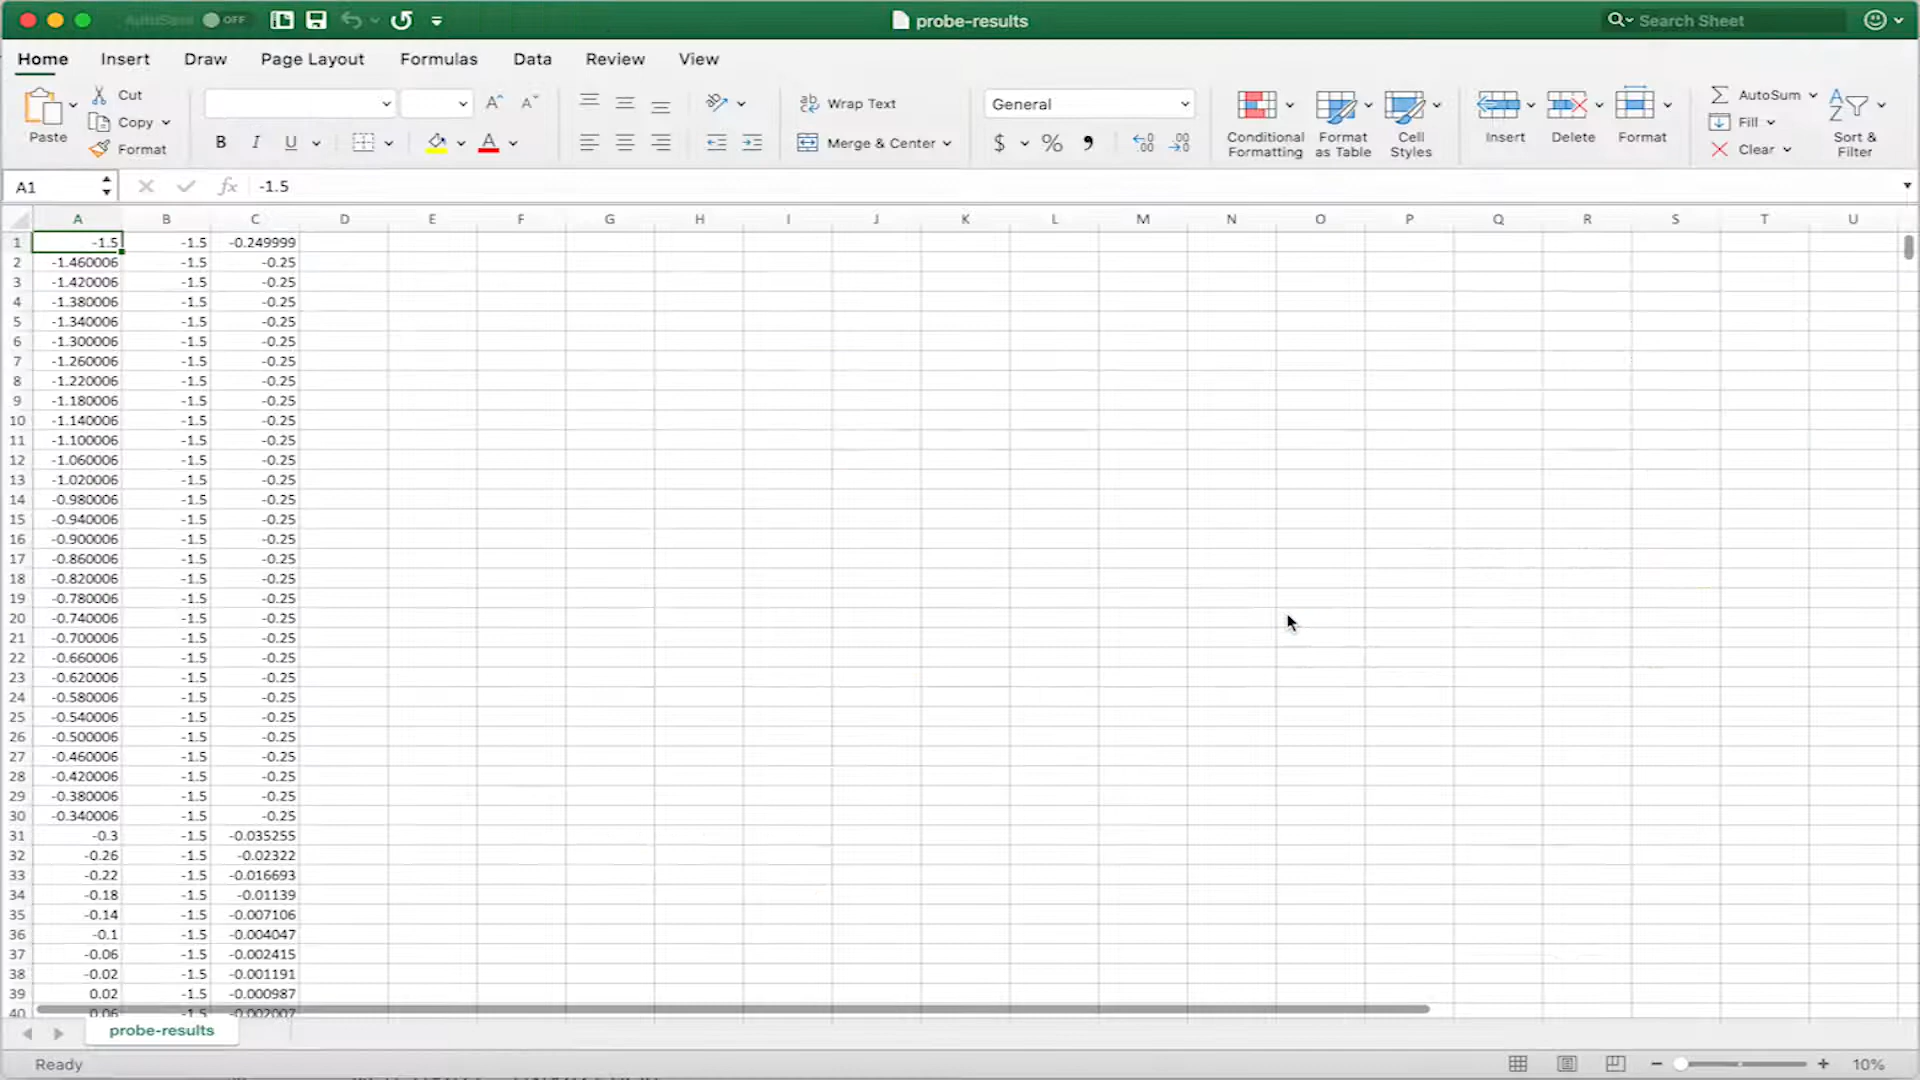 AutoSave OFF probe-results Search Sheet
Home Insert Draw Page Layout Formulas Data Review View
Paste Cut Copy Format
B I U
Wrap Text
Merge & Center
General
$ %
Conditional Formatting
Format as Table
Cell Styles
Insert Delete Format
AutoSum
Fill
Clear
Sort & Filter
A1 fx -1.5
A B C D E F G H I J K L M N O P Q R S T U
1 -1.5 -1.5 -0.249999
2 -1.460006 -1.5 -0.25
3 -1.420006 -1.5 -0.25
4 -1.380006 -1.5 -0.25
5 -1.340006 -1.5 -0.25
6 -1.300006 -1.5 -0.25
7 -1.260006 -1.5 -0.25
8 -1.220006 -1.5 -0.25
9 -1.180006 -1.5 -0.25
10 -1.140006 -1.5 -0.25
11 -1.100006 -1.5 -0.25
12 -1.060006 -1.5 -0.25
13 -1.020006 -1.5 -0.25
14 -0.980006 -1.5 -0.25
15 -0.940006 -1.5 -0.25
16 -0.900006 -1.5 -0.25
17 -0.860006 -1.5 -0.25
18 -0.820006 -1.5 -0.25
19 -0.780006 -1.5 -0.25
20 -0.740006 -1.5 -0.25
21 -0.700006 -1.5 -0.25
22 -0.660006 -1.5 -0.25
23 -0.620006 -1.5 -0.25
24 -0.580006 -1.5 -0.25
25 -0.540006 -1.5 -0.25
26 -0.500006 -1.5 -0.25
27 -0.460006 -1.5 -0.25
28 -0.420006 -1.5 -0.25
29 -0.380006 -1.5 -0.25
30 -0.340006 -1.5 -0.25
31 -0.3 -1.5 -0.035255
32 -0.26 -1.5 -0.02322
33 -0.22 -1.5 -0.016693
34 -0.18 -1.5 -0.01139
35 -0.14 -1.5 -0.007106
36 -0.1 -1.5 -0.004047
37 -0.06 -1.5 -0.002415
38 -0.02 -1.5 -0.001191
39 0.02 -1.5 -0.000987
40 0.06 -1.5 -0.002007
probe-results
Ready 10%